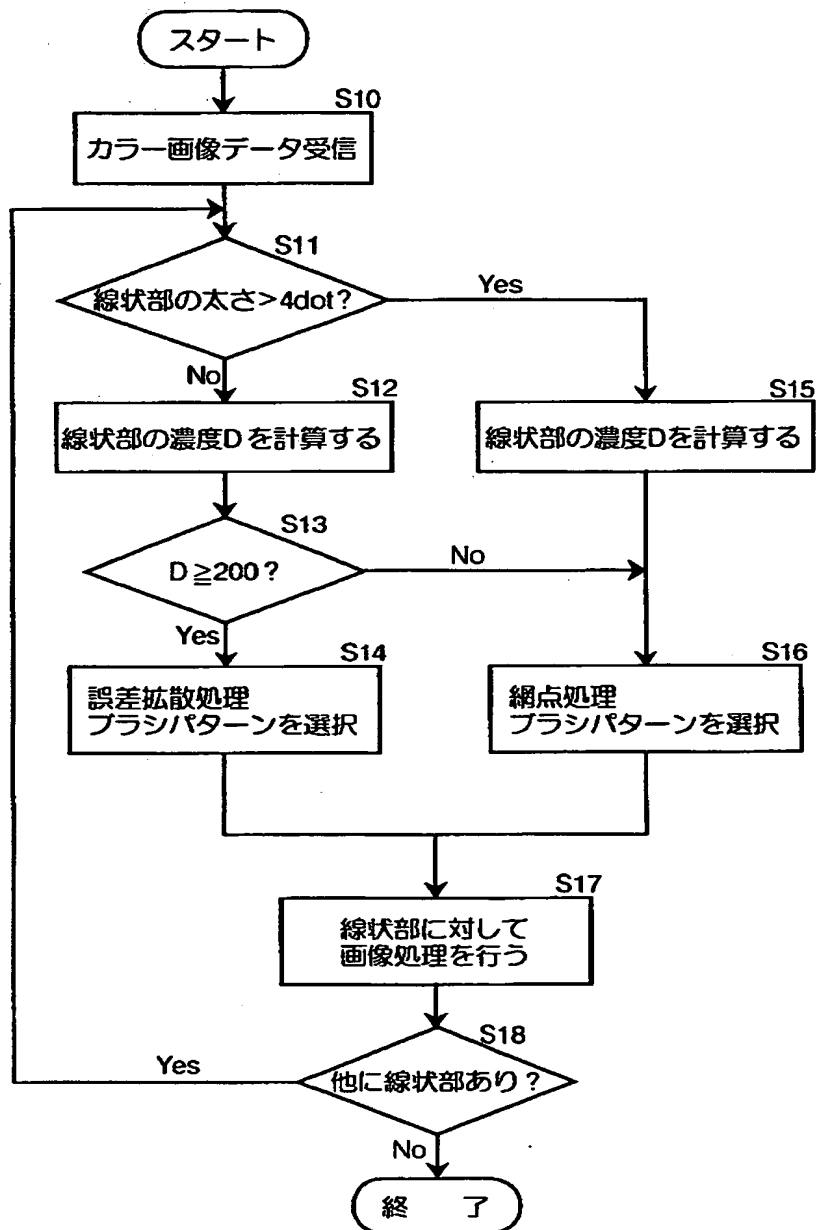 スタート
S10
カラー画像データ受信
S11
線状部の太さ>4dot?
Yes
No
S12
線状部の濃度Dを計算する
S15
線状部の濃度Dを計算する
S13
D≧200?
No
Yes
S14
誤差拡散処理
ブラシパターンを選択
S16
網点処理
ブラシパターンを選択
S17
線状部に対して
画像処理を行う
S18
他に線状部あり?
Yes
No
終 了